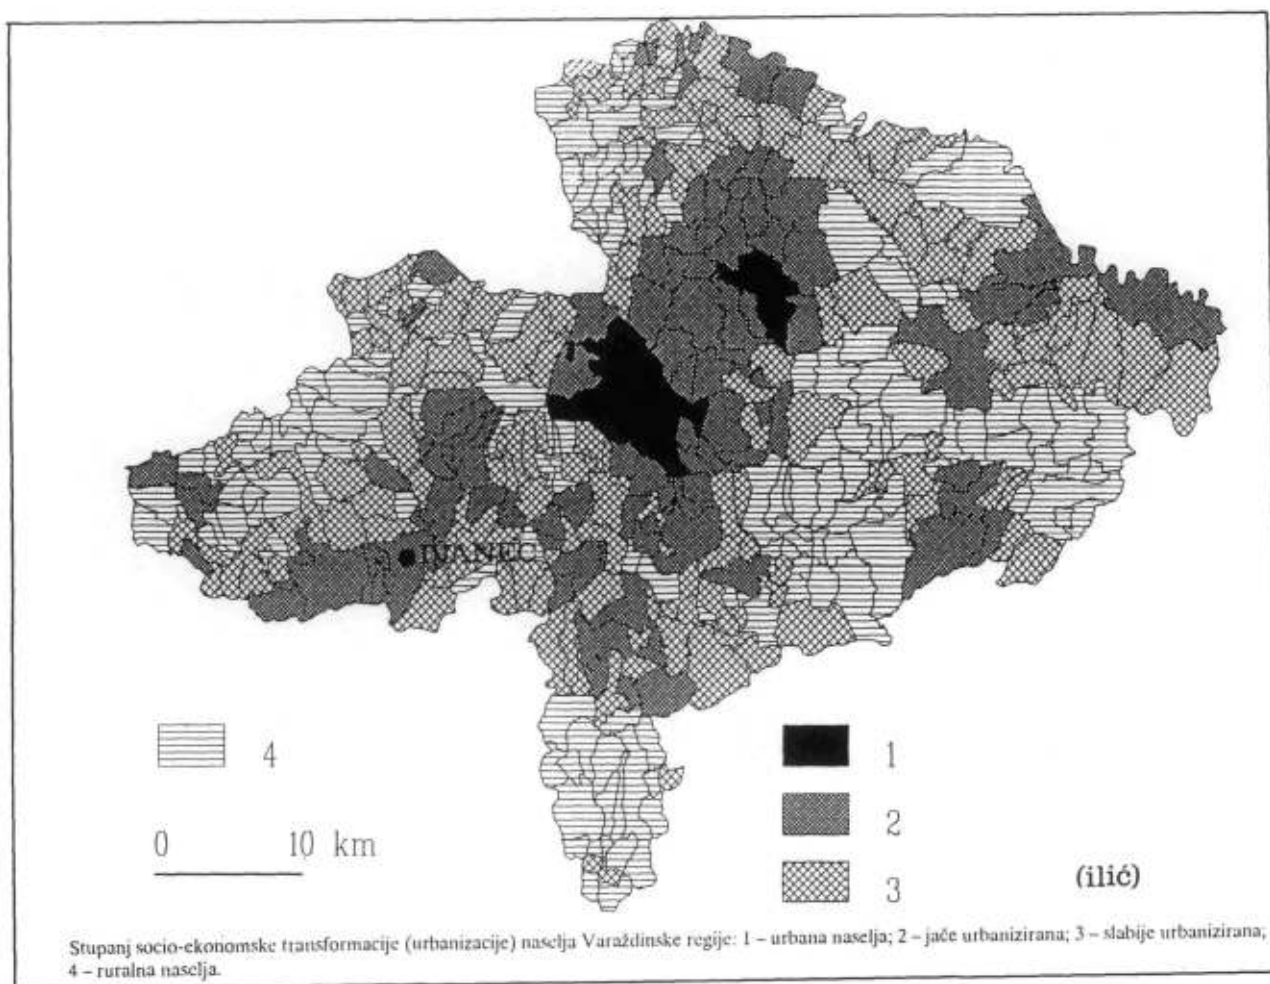 IVANEC
4
1
0 10 km
2
3
(ilić)
Stupanj socio-ekonomske transformacije (urbanizacije) naselja Varaždinske regije: 1 – urbana naselja; 2 – jače urbanizirana; 3 – slabije urbanizirana;
4 – ruralna naselja.